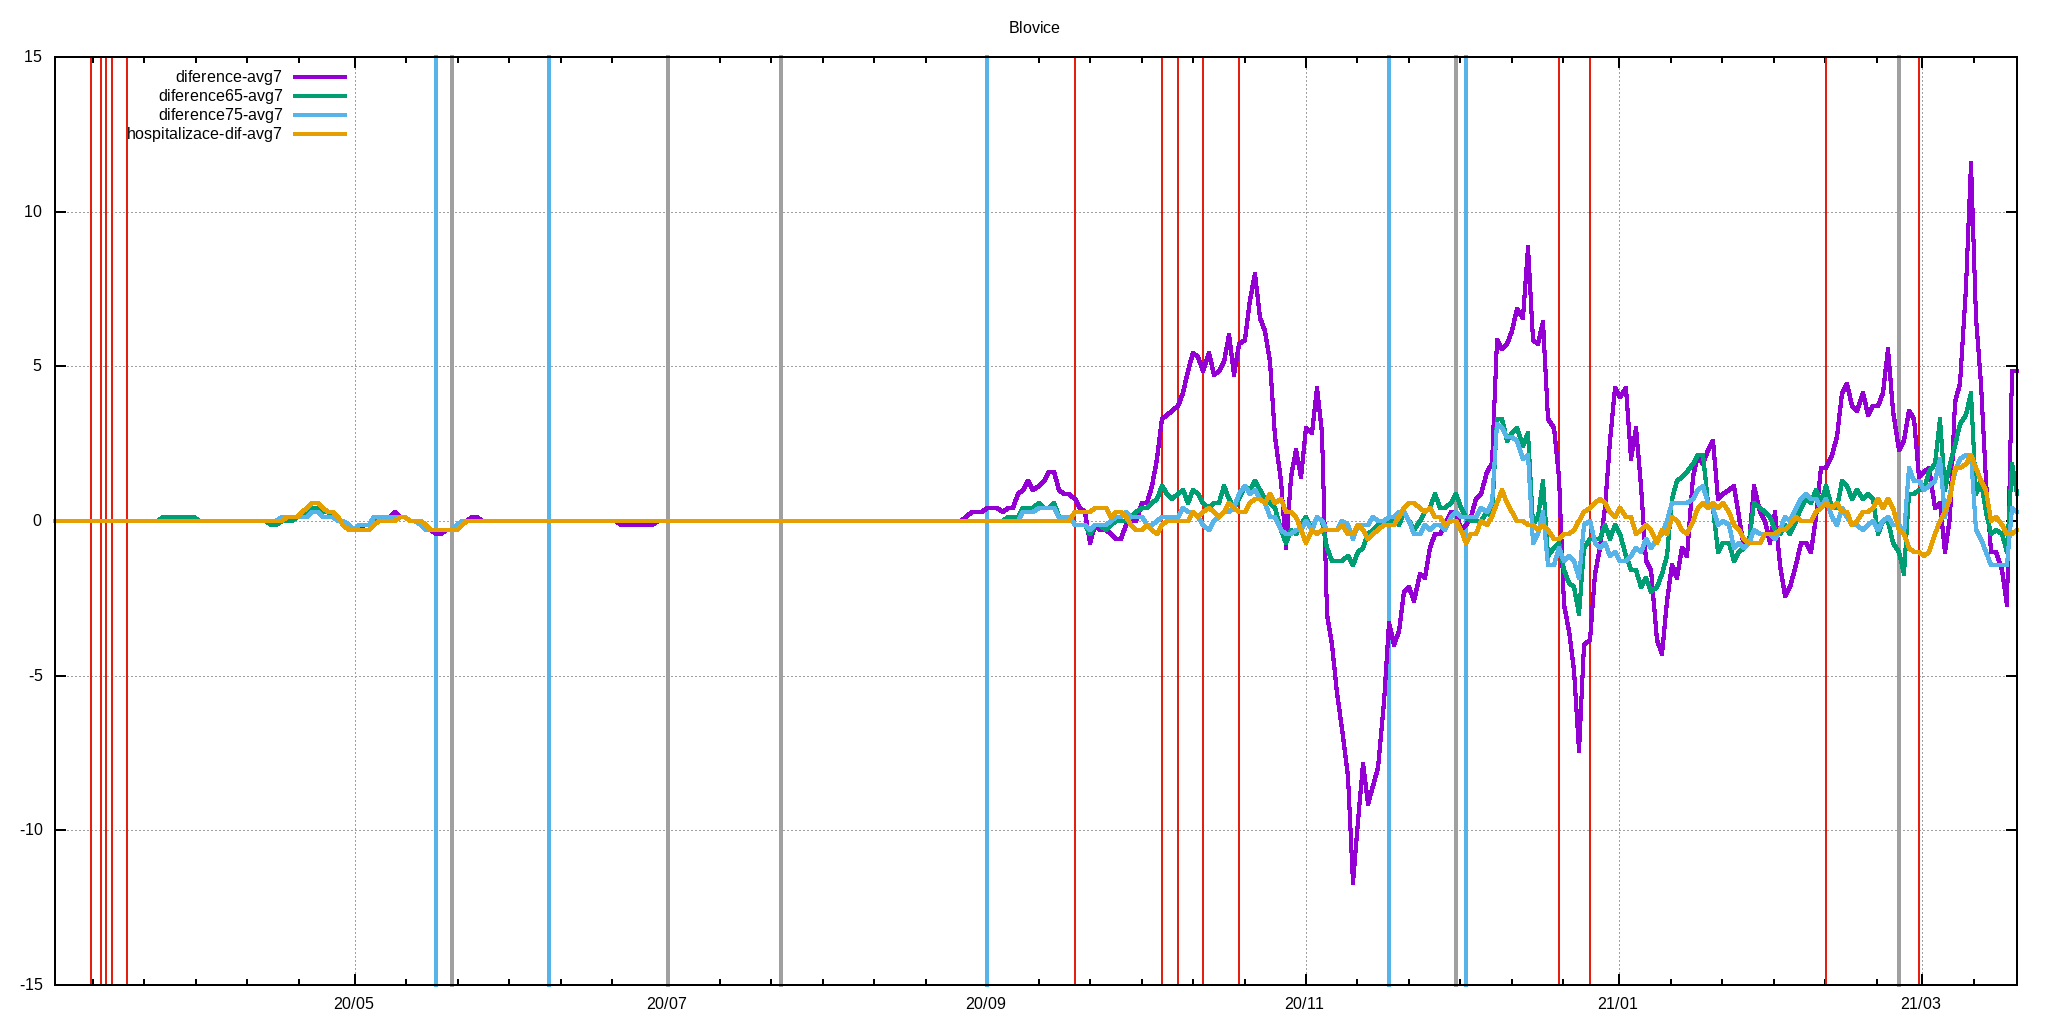 Blovice
15
10
5
0
-5
-10
-15
diference-avg7
diference65-avg7
diference75-avg7
hospitalizace-dif-avg7
20/05
20/07
20/09
20/11
21/01
21/03